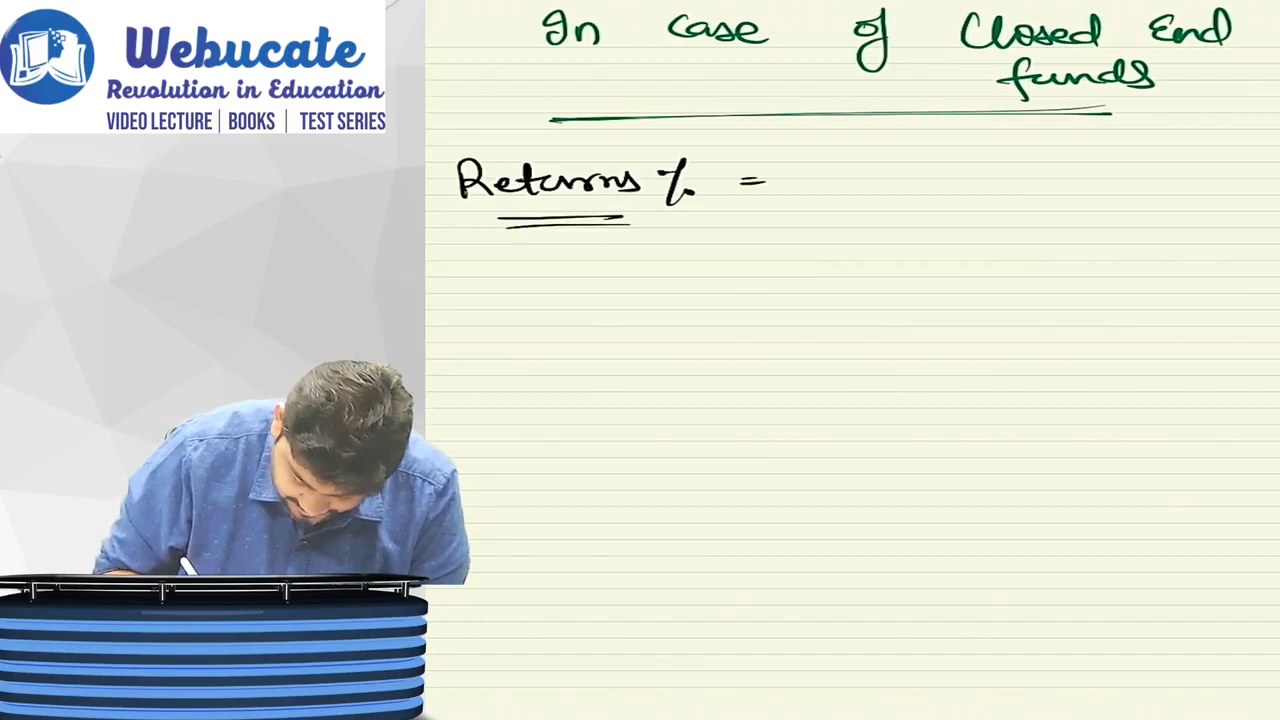 Webucate
Revolution in Education
VIDEO LECTURE | BOOKS | TEST SERIES
In case of Closed End
funds
Returns % =